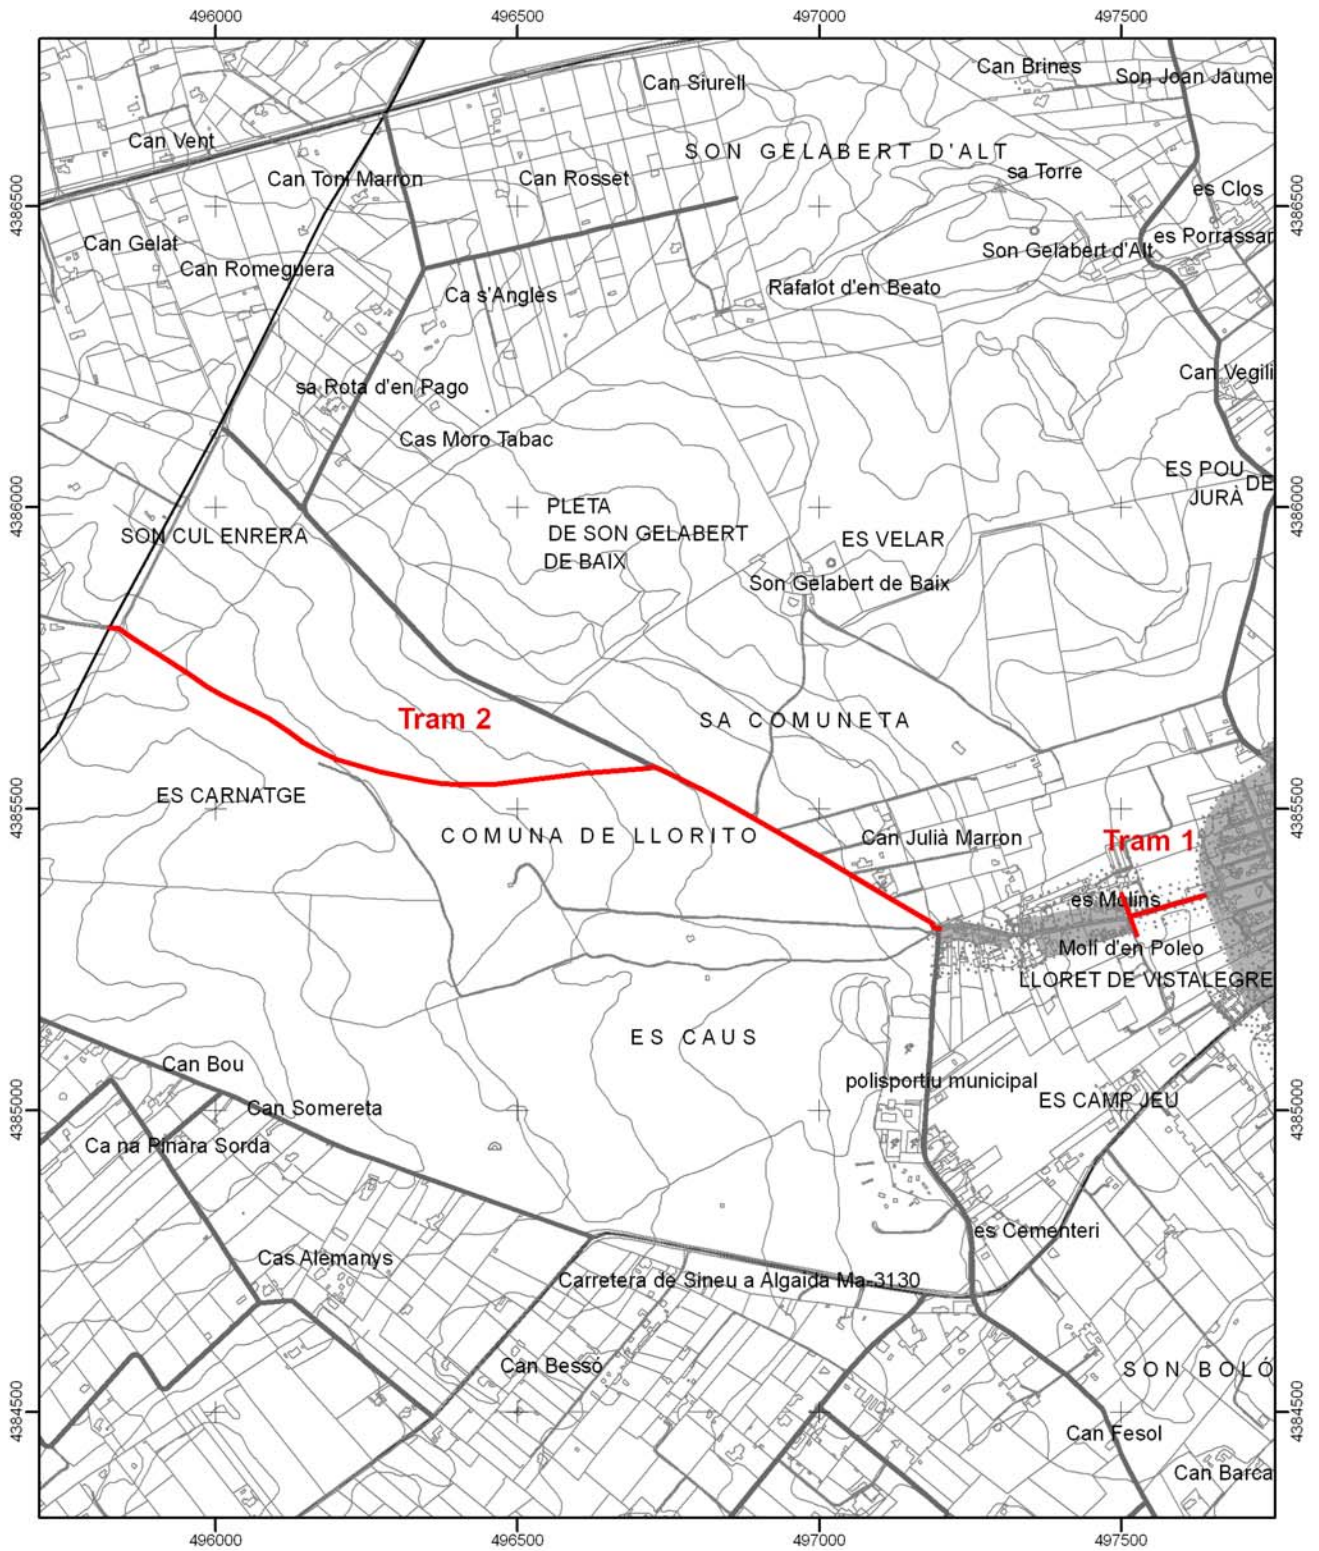 496000 496500 497000 497500
Can Brines
Son Joan Jaume
Can Siurell
Can Vent
SON GELABERT D'ALT
sa Torre
Can Toni Marron
Can Rosset
es Clos
4386500
4386500
es Porrassar
Can Gelat
Son Gelabert d'Alt
Can Romeguera
Rafalot d'en Beato
Ca s'Anglès
Can Vegili
sa Rota d'en Pago
Cas Moro Tabac
ES POU DE
JURÀ
4386000
4386000
PLETA
DE SON GELABERT
DE BAIX
SON CUL ENRERA
ES VELAR
Son Gelabert de Baix
Tram 2
SA COMUNETA
ES CARNATGE
4385500
4385500
COMUNA DE LLORITO
Can Julià Marron
Tram 1
es Molins
Molí d'en Poleo
LLORET DE VISTALEGRE
ES CAUS
Can Bou
polisportiu municipal
ES CAMP JEU
Can Somereta
4385000
4385000
Ca na Pinara Sorda
es Cementeri
Cas Alemanys
Carretera de Sineu a Algaida Ma-3130
Can Bessó
SON BOLÓ
4384500
4384500
Can Fesol
Can Barca
496000 496500 497000 497500